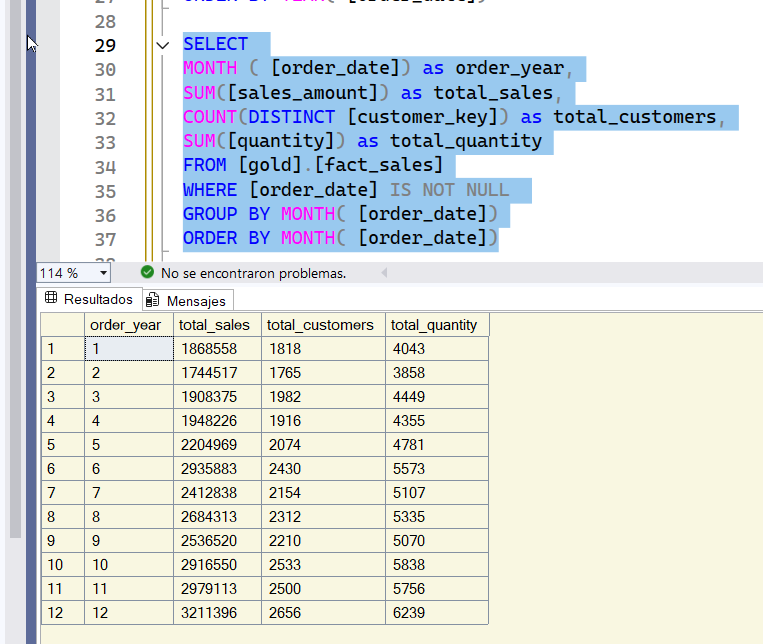 27 ORDER BY YEAR( [order_date])
28
29 SELECT
30 MONTH ( [order_date]) as order_year,
31 SUM([sales_amount]) as total_sales,
32 COUNT(DISTINCT [customer_key]) as total_customers,
33 SUM([quantity]) as total_quantity
34 FROM [gold].[fact_sales]
35 WHERE [order_date] IS NOT NULL
36 GROUP BY MONTH( [order_date])
37 ORDER BY MONTH( [order_date])
114 % No se encontraron problemas.
Resultados Mensajes
order_year total_sales total_customers total_quantity
1 1 1868558 1818 4043
2 2 1744517 1765 3858
3 3 1908375 1982 4449
4 4 1948226 1916 4355
5 5 2204969 2074 4781
6 6 2935883 2430 5573
7 7 2412838 2154 5107
8 8 2684313 2312 5335
9 9 2536520 2210 5070
10 10 2916550 2533 5838
11 11 2979113 2500 5756
12 12 3211396 2656 6239